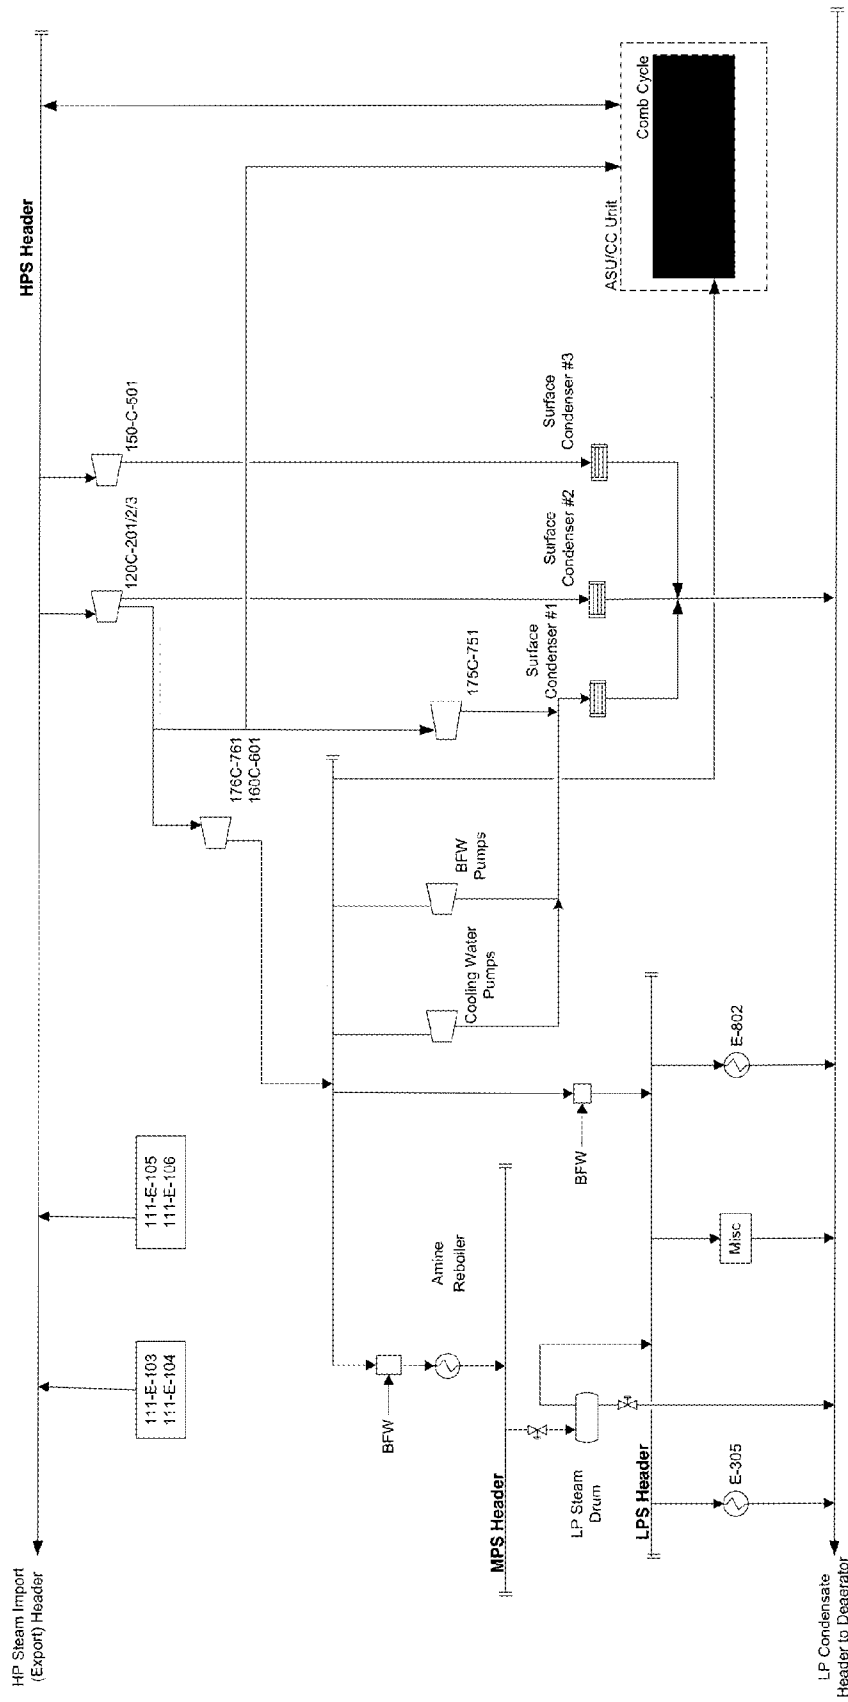 HP Steam Import
(Export) Header
HPS Header
111-E-103
111-E-104
111-E-105
111-E-106
176C-761
160C-601
120C-201/2/3
150-C-501
BFW
Amine
Reboiler
Cooling Water
Pumps
BFW
Pumps
175C-751
MPS Header
LP Steam
Drum
BFW
Surface
Condenser #1
Surface
Condenser #2
Surface
Condenser #3
ASU/CC Unit
Comb Cycle
LPS Header
E-305
Misc
E-802
LP Condensate
Header to Deaerator